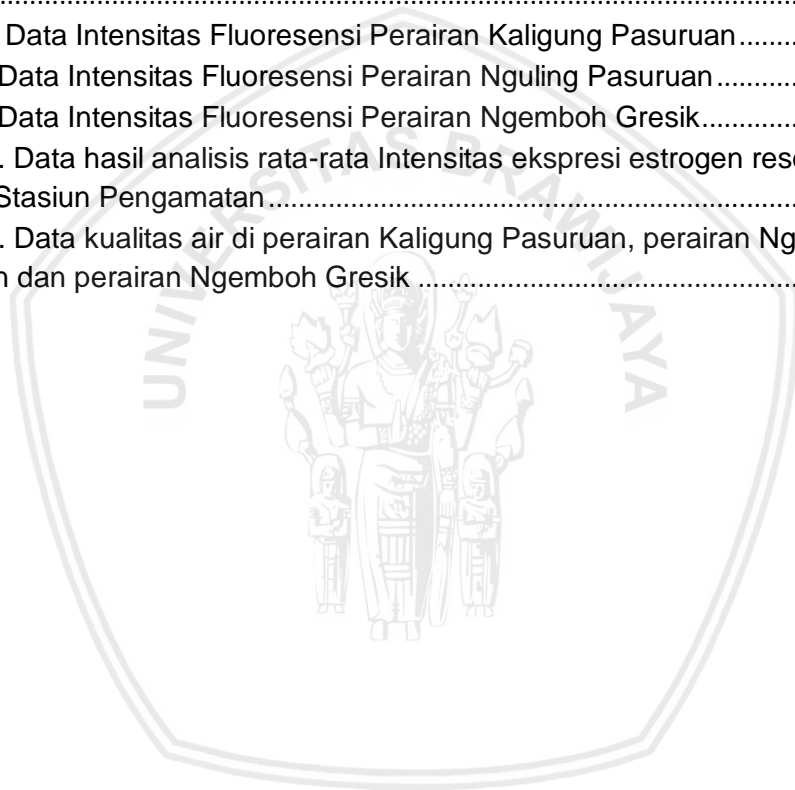 Data Intensitas Fluoresensi Perairan Kaligung Pasuruan
Data Intensitas Fluoresensi Perairan Nguling Pasuruan
Data Intensitas Fluoresensi Perairan Ngemboh Gresik
. Data hasil analisis rata-rata Intensitas ekspresi estrogen
Stasiun Pengamatan
. Data kualitas air di perairan Kaligung Pasuruan, perairan
dan perairan Ngemboh Gresik
UNIVERSITAS BRAWIJAYA